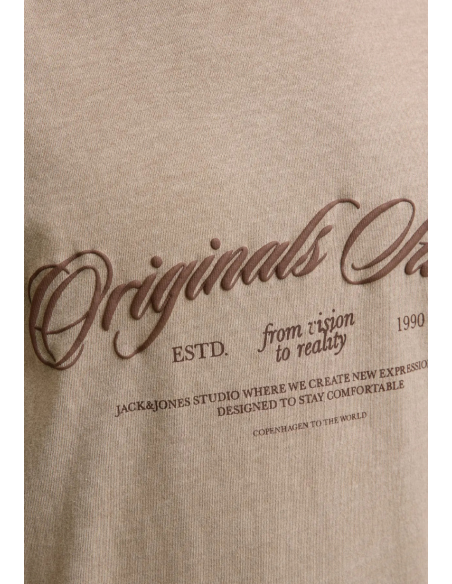 Originals
ESTD. from vision to reality 1990
JACK&JONES STUDIO WHERE WE CREATE NEW
DESIGNED TO STAY COMFORTABLE
COPENHAGEN TO THE WORLD